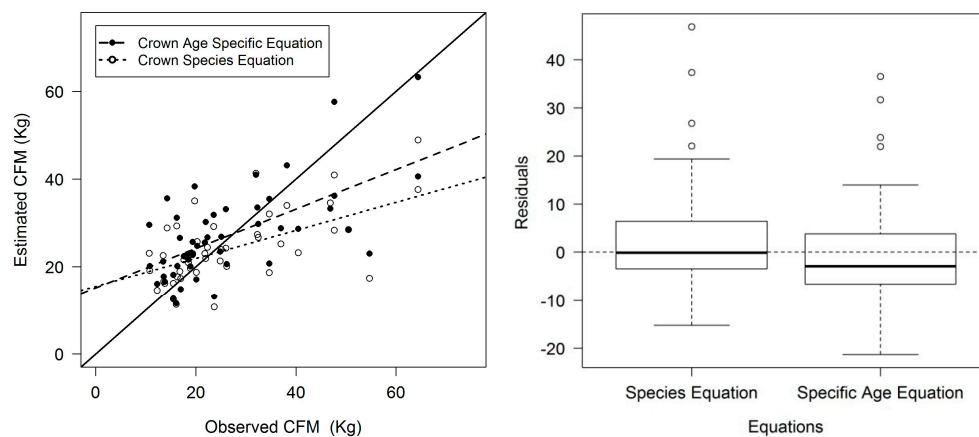 Crown Age Specific Equation
Crown Species Equation
Estimated CFM (Kg)
60
40
20
0
0 20 40 60
Observed CFM (Kg)
Residuals
40
30
20
10
0
-10
-20
Species Equation Specific Age Equation
Equations